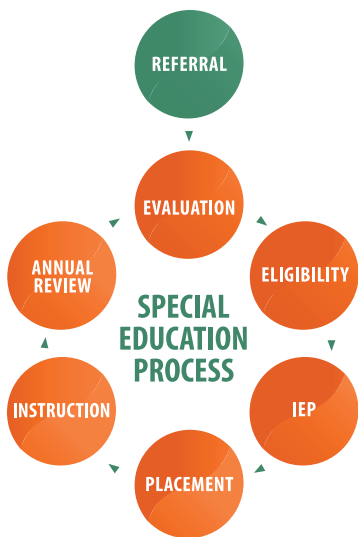 REFERRAL
EVALUATION
ELIGIBILITY
IEP
PLACEMENT
INSTRUCTION
ANNUAL
REVIEW
SPECIAL
EDUCATION
PROCESS